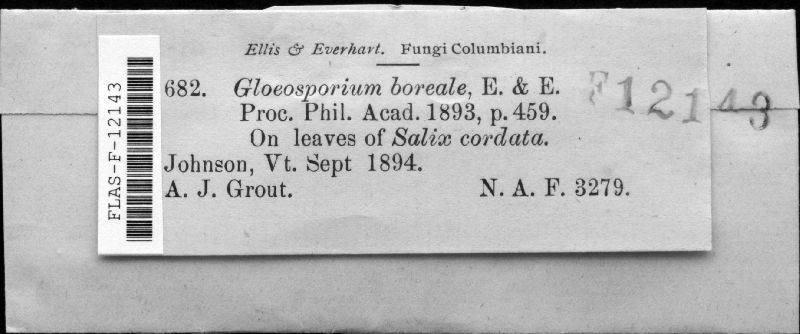 Ellis & Everhart. Fungi Columbiani.
682. Gloeosporium boreale, E. & E.
Proc. Phil. Acad. 1893, p. 459.
On leaves of Salix cordata.
Johnson, Vt. Sept 1894.
A. J. Grout. N. A. F. 3279.
F12143
FLAS-F-12143